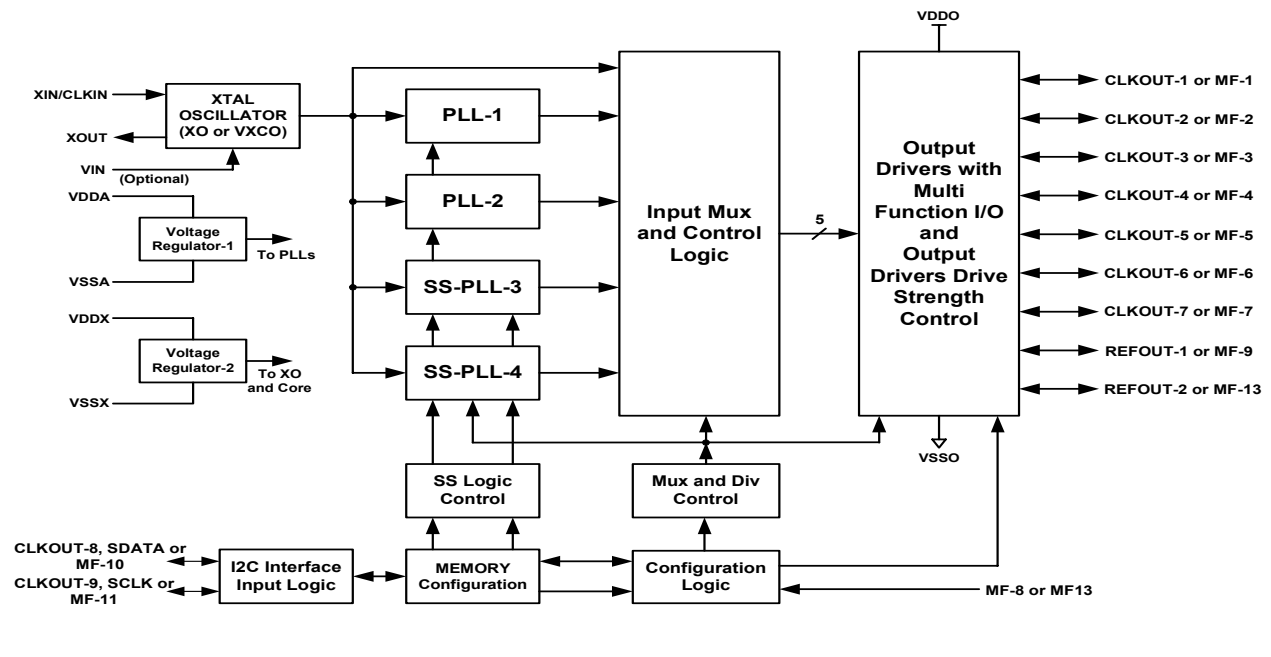 VDDO
XIN/CLKIN
XTAL
OSCILLATOR
(XO or VXCO)
XOUT
VIN
(Optional)
VDDA
Voltage
Regulator-1
To PLLs
VSSA
VDDX
Voltage
Regulator-2
To XO
and Core
VSSX
PLL-1
PLL-2
SS-PLL-3
SS-PLL-4
Input Mux
and Control
Logic
5
Output
Drivers with
Multi
Function I/O
and
Output
Drivers Drive
Strength
Control
CLKOUT-1 or MF-1
CLKOUT-2 or MF-2
CLKOUT-3 or MF-3
CLKOUT-4 or MF-4
CLKOUT-5 or MF-5
CLKOUT-6 or MF-6
CLKOUT-7 or MF-7
REFOUT-1 or MF-9
REFOUT-2 or MF-13
VSSO
SS Logic
Control
Mux and Div
Control
CLKOUT-8, SDATA or
MF-10
CLKOUT-9, SCLK or
MF-11
I2C Interface
Input Logic
MEMORY
Configuration
Configuration
Logic
MF-8 or MF13